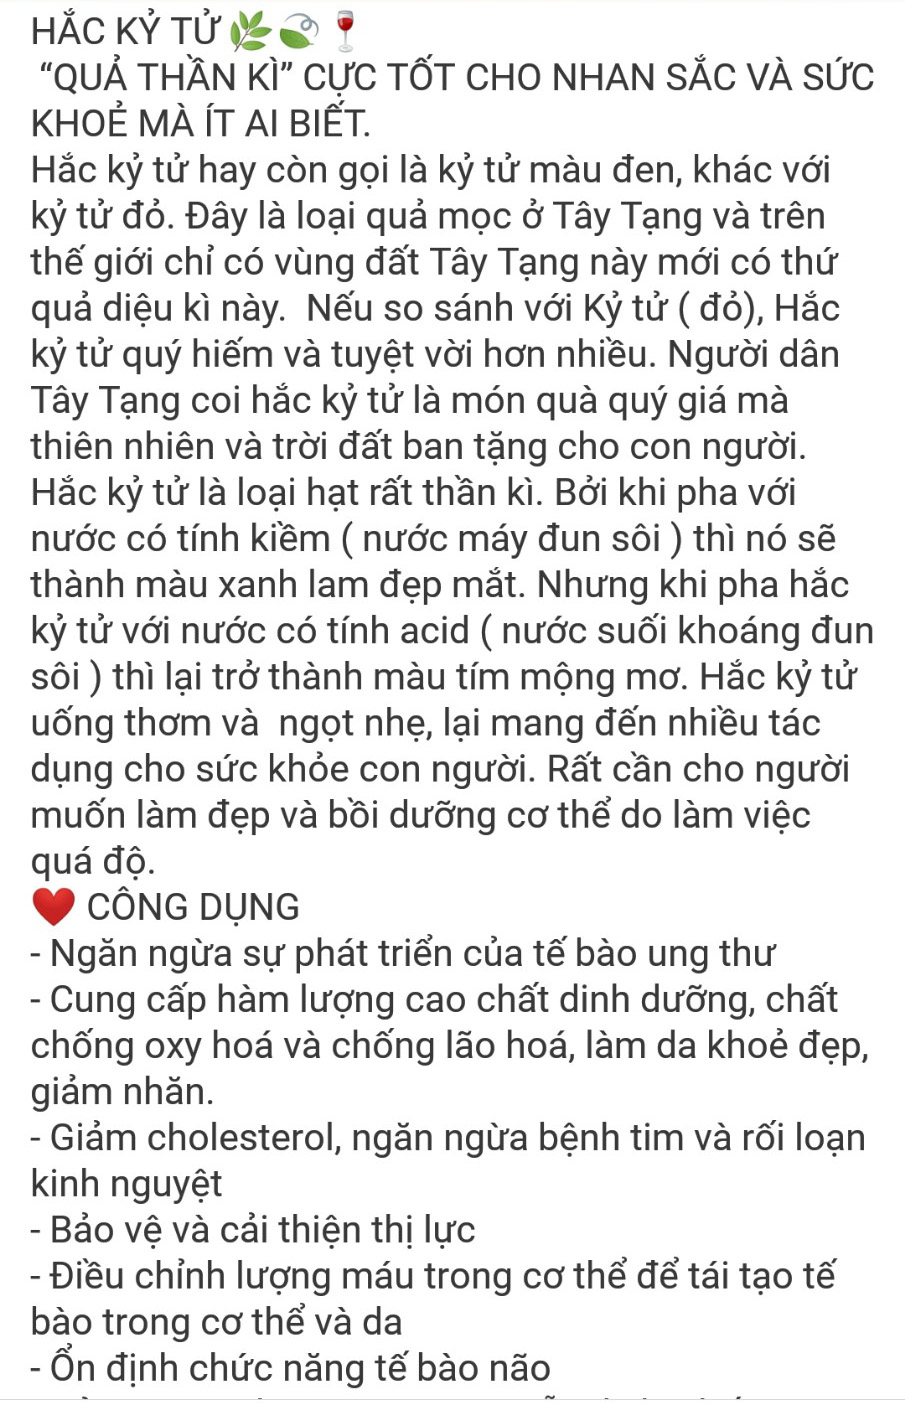 HẮC KỶ TỬ 🌿🍃🍷
“QUẢ THẦN KÌ” CỰC TỐT CHO NHAN SẮC VÀ SỨC
KHOẺ MÀ ÍT AI BIẾT.
Hắc kỷ tử hay còn gọi là kỷ tử màu đen, khác với
kỷ tử đỏ. Đây là loại quả mọc ở Tây Tạng và trên
thế giới chỉ có vùng đất Tây Tạng này mới có thứ
quả diệu kì này.  Nếu so sánh với Kỷ tử ( đỏ), Hắc
kỷ tử quý hiếm và tuyệt vời hơn nhiều. Người dân
Tây Tạng coi hắc kỷ tử là món quà quý giá mà
thiên nhiên và trời đất ban tặng cho con người.
Hắc kỷ tử là loại hạt rất thần kì. Bởi khi pha với
nước có tính kiềm ( nước máy đun sôi ) thì nó sẽ
thành màu xanh lam đẹp mắt. Nhưng khi pha hắc
kỷ tử với nước có tính acid ( nước suối khoáng đun
sôi ) thì lại trở thành màu tím mộng mơ. Hắc kỷ tử
uống thơm và  ngọt nhẹ, lại mang đến nhiều tác
dụng cho sức khỏe con người. Rất cần cho người
muốn làm đẹp và bồi dưỡng cơ thể do làm việc
quá độ.
❤️ CÔNG DỤNG
- Ngăn ngừa sự phát triển của tế bào ung thư
- Cung cấp hàm lượng cao chất dinh dưỡng, chất
chống oxy hoá và chống lão hoá, làm da khoẻ đẹp,
giảm nhăn.
- Giảm cholesterol, ngăn ngừa bệnh tim và rối loạn
kinh nguyệt
- Bảo vệ và cải thiện thị lực
- Điều chỉnh lượng máu trong cơ thể để tái tạo tế
bào trong cơ thể và da
- Ổn định chức năng tế bào não